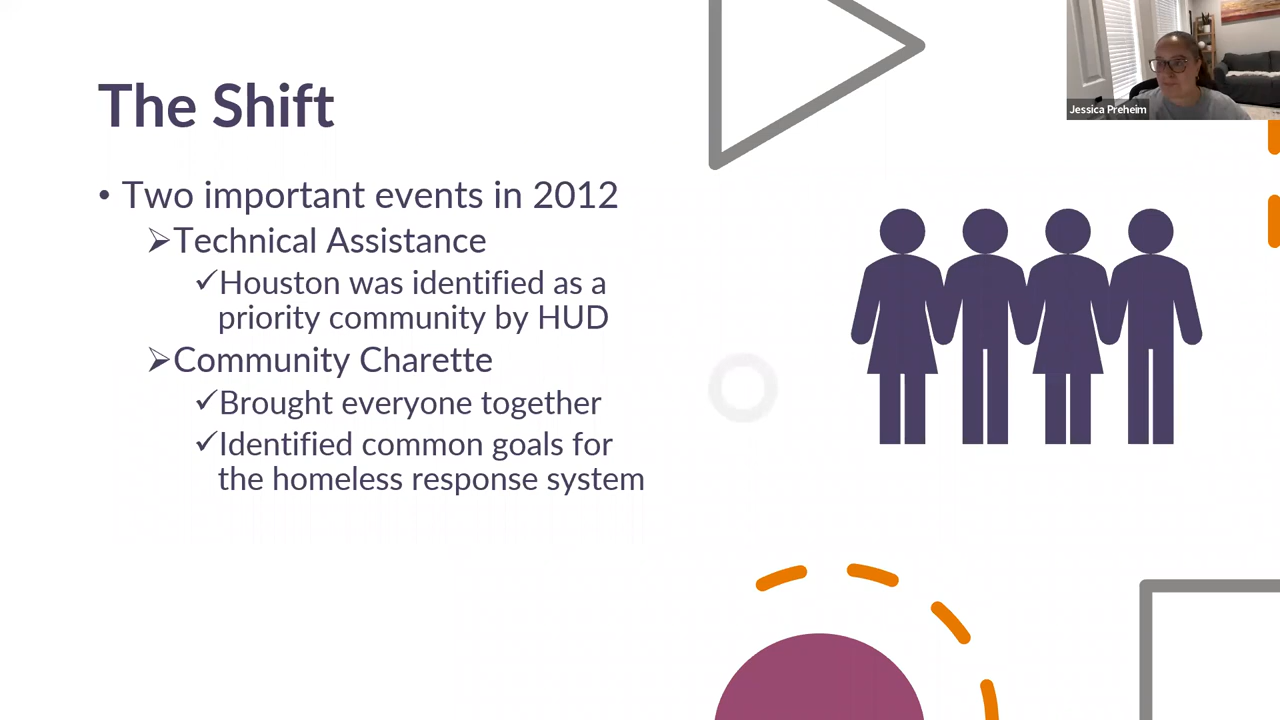 The Shift
• Two important events in 2012
➢Technical Assistance
✓Houston was identified as a
priority community by HUD
➢Community Charette
✓Brought everyone together
✓Identified common goals for
the homeless response system
Jessica Preheim